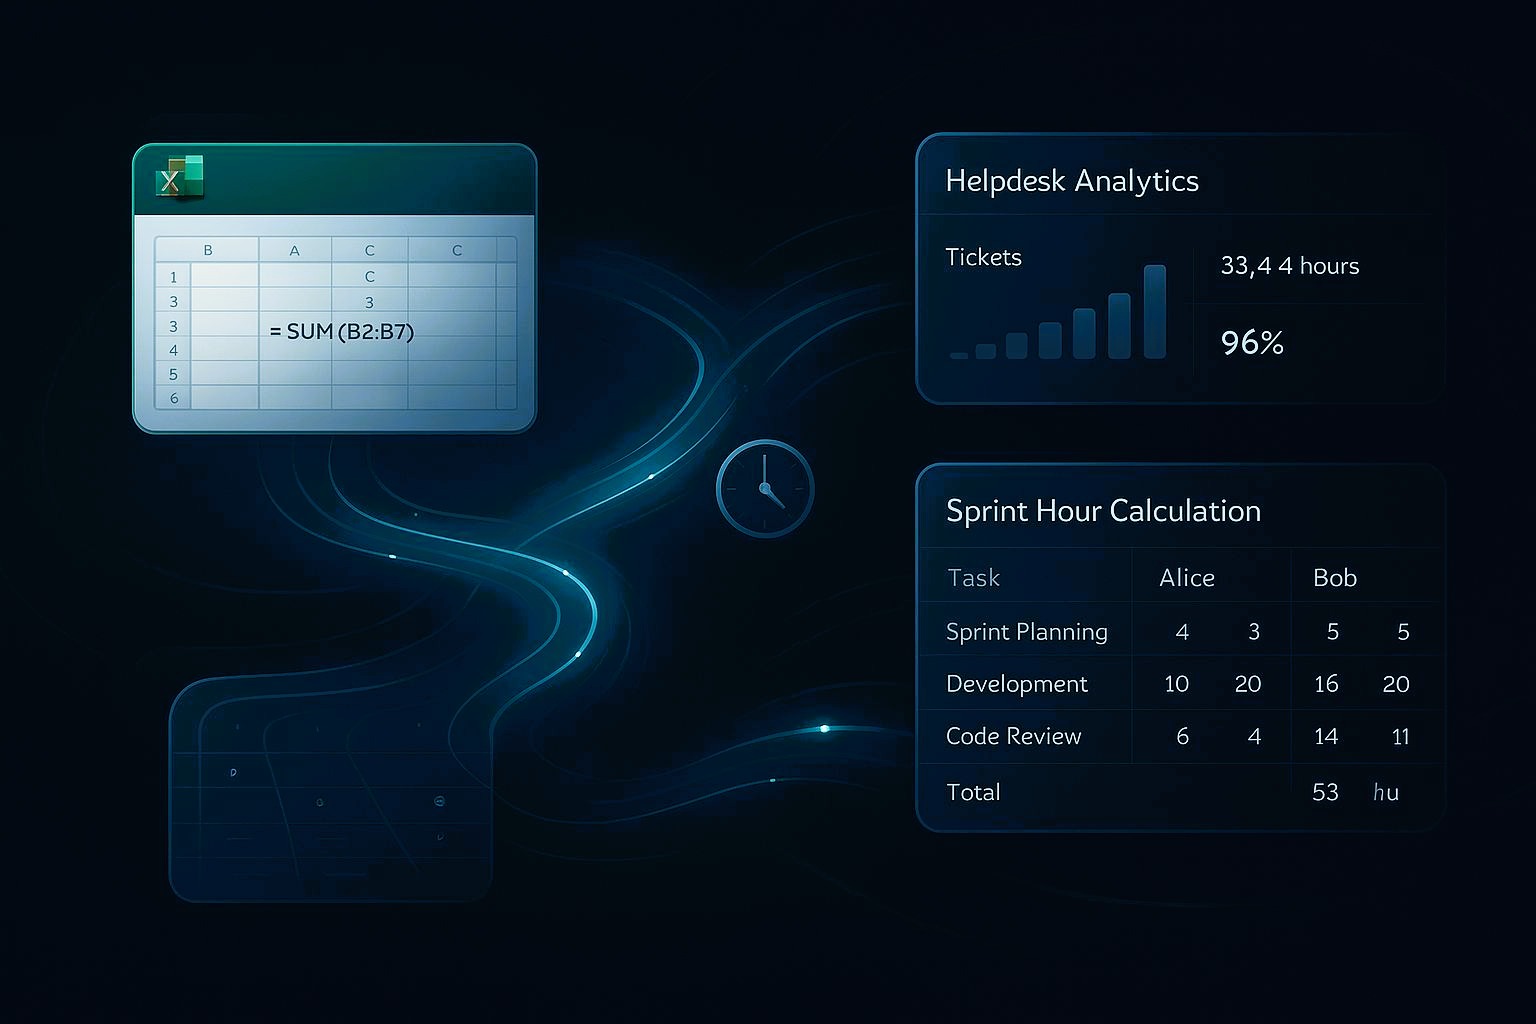 X
B A C C
1 C
3 3
3
= SUM (B2:B7)
4
5
6
Helpdesk Analytics
Tickets
33,4 4 hours
96%
Sprint Hour Calculation
Task Alice Bob
Sprint Planning 4 3 5 5
Development 10 20 16 20
Code Review 6 4 14 11
Total 53 hu